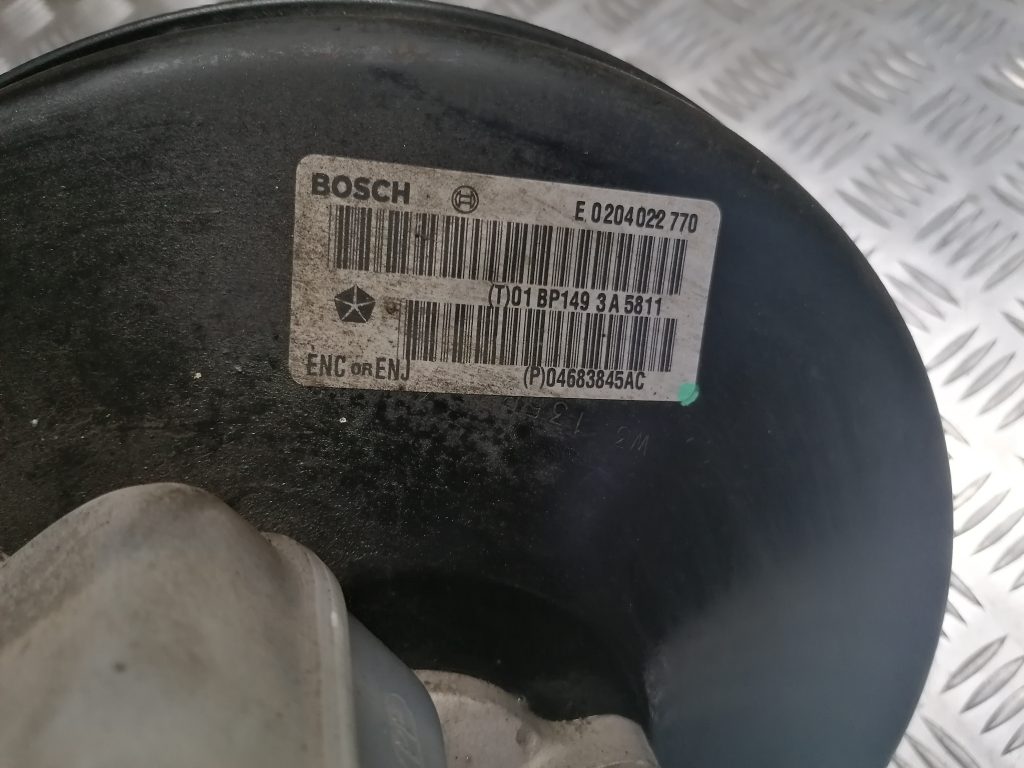 BOSCH
E 0204022 770
(T)01 BP149 3A 5811
ENC OR ENJ
(P)04683845AC